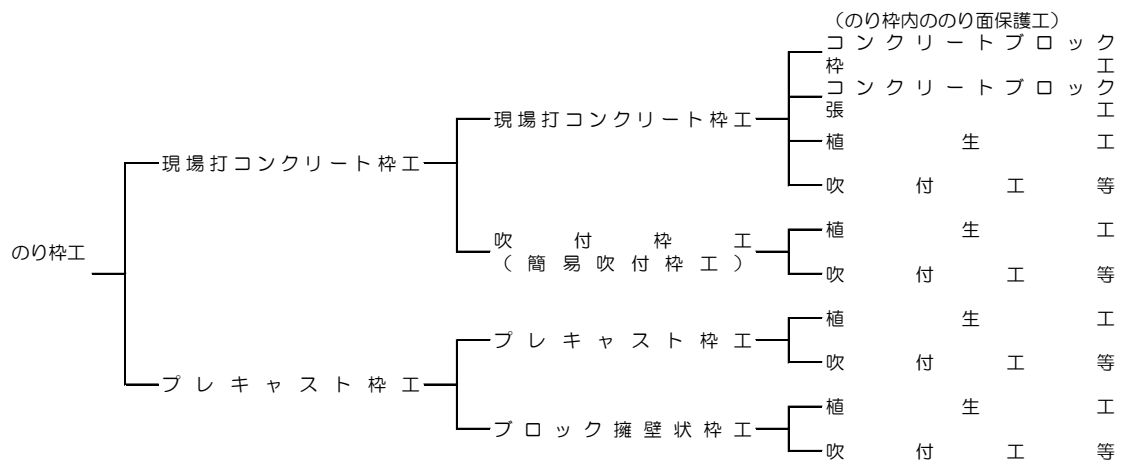 （のり枠内ののり面保護工）
コンクリートブロック
枠工
コンクリートブロック
張工
現場打コンクリート枠工
植生工
現場打コンクリート枠工
吹付工等
植生工
吹付枠工
のり枠工
（簡易吹付枠工）
吹付工等
植生工
プレキャスト枠工
吹付工等
プレキャスト枠工
植生工
ブロック擁壁状枠工
吹付工等